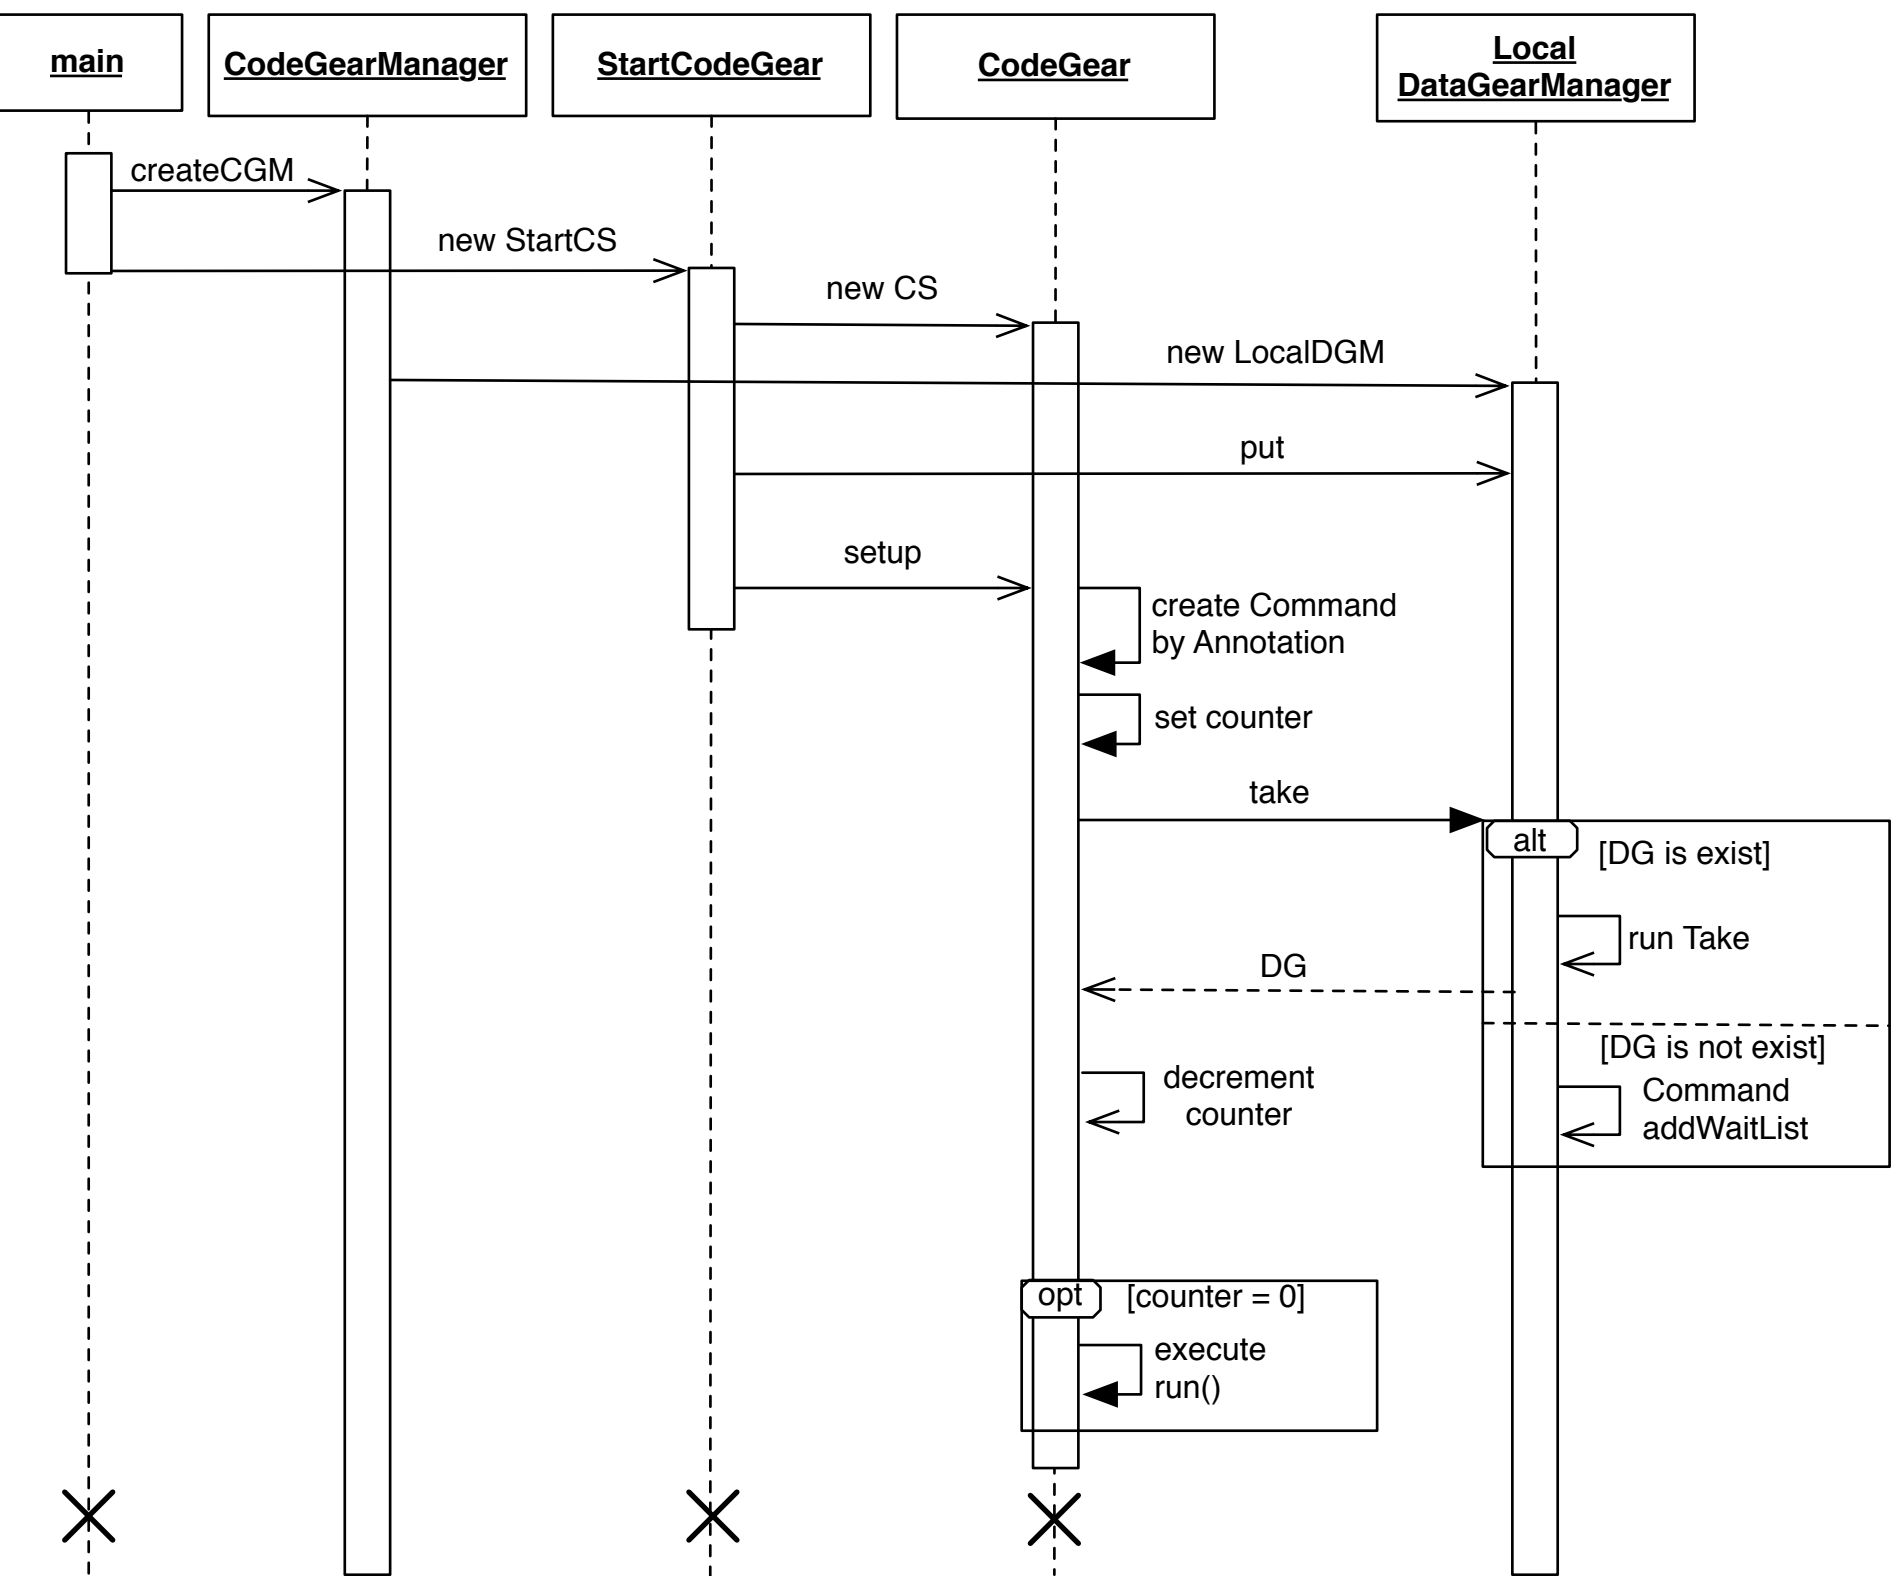 main
CodeGearManager
StartCodeGear
CodeGear
Local
DataGearManager
createCGM
new StartCS
new CS
new LocalDGM
put
setup
create Command
by Annotation
set counter
take
alt
[DG is exist]
run Take
DG
[DG is not exist]
decrement
counter
Command
addWaitList
opt
[counter = 0]
execute
run()